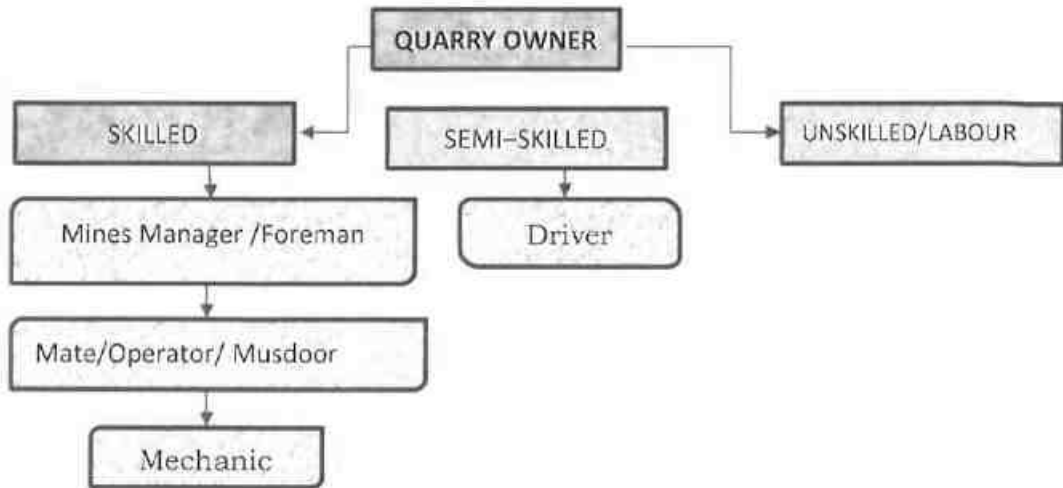 QUARRY OWNER
SKILLED
SEMI–SKILLED
UNSKILLED/LABOUR
Mines Manager /Foreman
Driver
Mate/Operator/ Musdoor
Mechanic